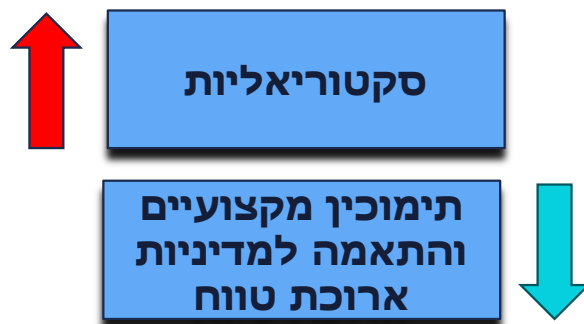 סקטוריאליות
תימוכין מקצועיים
והתאמה למדיניות
ארוכת טווח